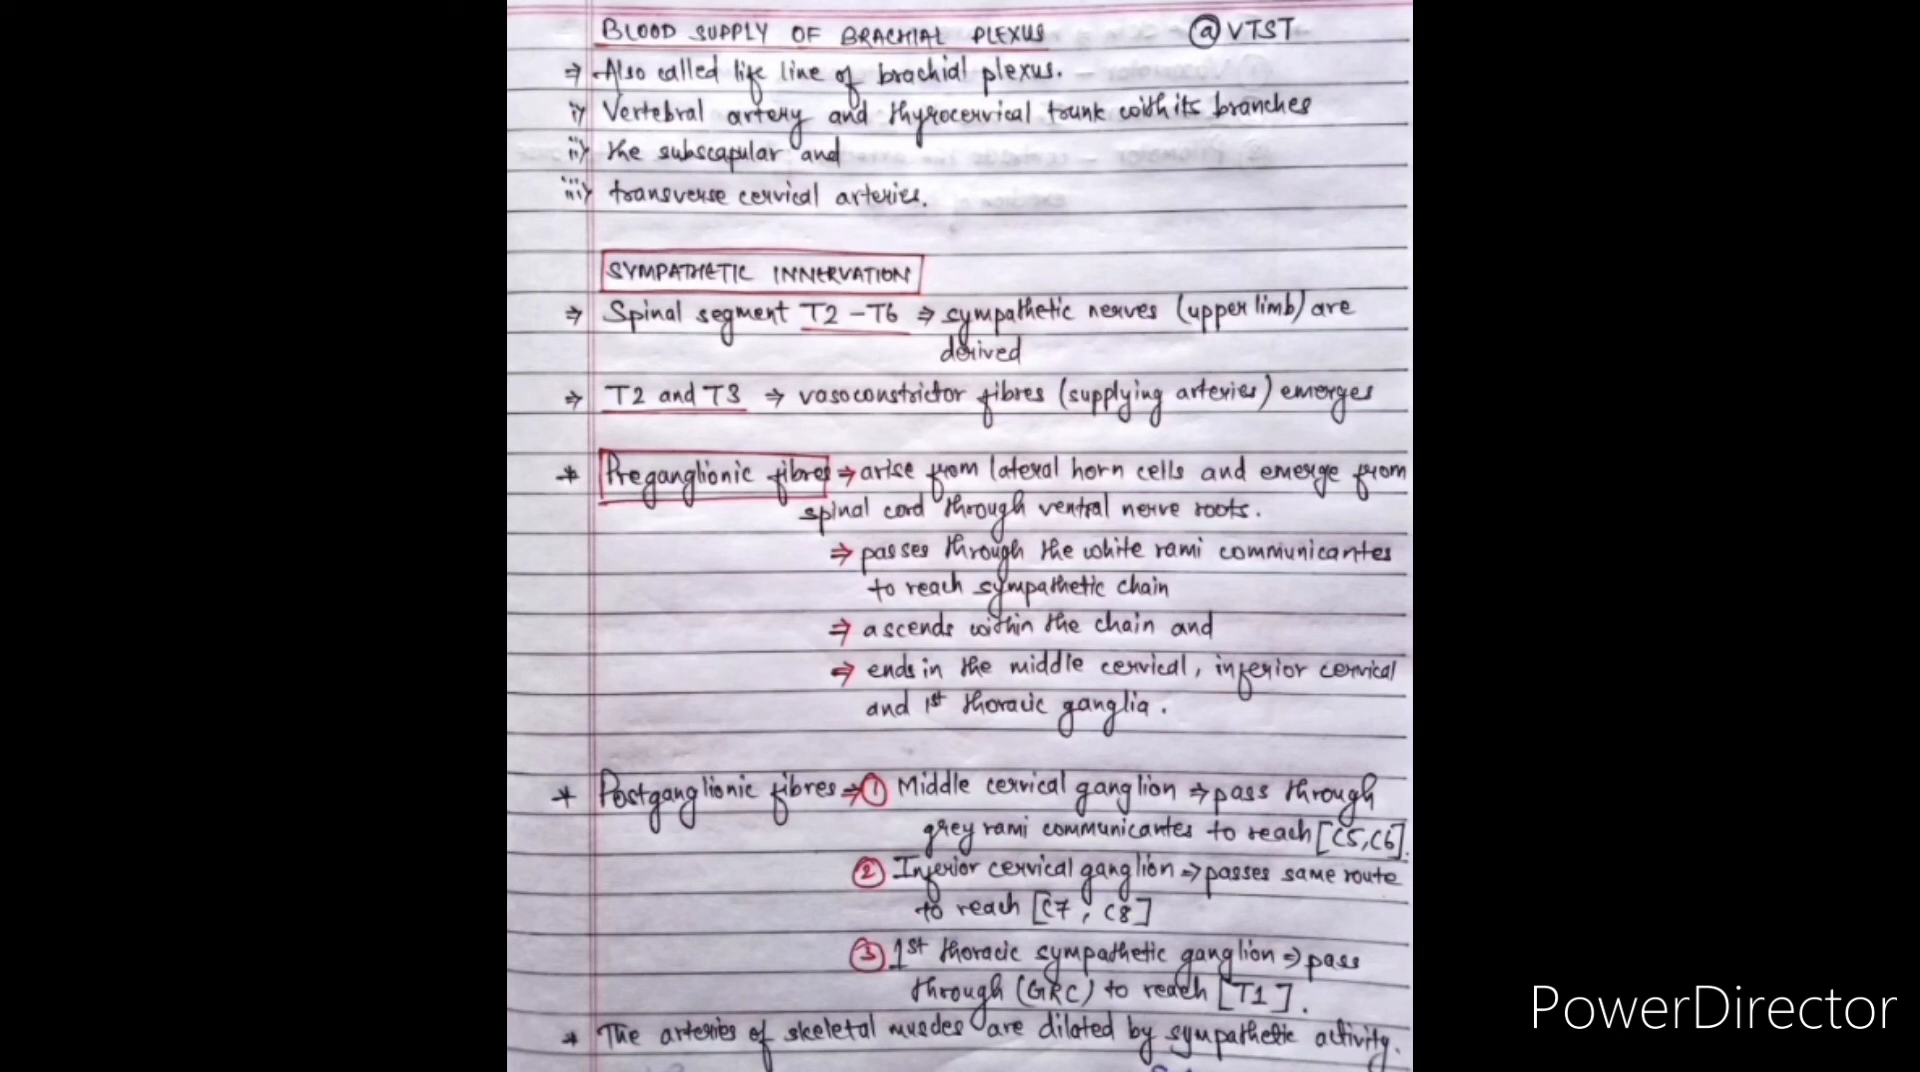 BLOOD SUPPLY OF BRACHIAL PLEXUS @VTST
⇒ Also called life line of brachial plexus.
i) Vertebral artery and thyrocervical trunk with its branches
ii) the subscapular and
iii) transverse cervical arteries.
SYMPATHETIC INNERVATION
⇒ Spinal segment T2 - T6 ⇒ sympathetic nerves (upper limb) are
derived
⇒ T2 and T3 ⇒ vasoconstrictor fibres (supplying arteries) emerges
* Preganglionic fibres ⇒ arise from lateral horn cells and emerge from
spinal cord through ventral nerve roots.
⇒ passes through the white rami communicantes
to reach sympathetic chain
⇒ ascends within the chain and
⇒ ends in the middle cervical, inferior cervical
and 1st thoracic ganglia.
* Postganglionic fibres ⇒ ① Middle cervical ganglion ⇒ pass through
grey rami communicantes to reach [C5, C6].
② Inferior cervical ganglion ⇒ passes same route
to reach [C7, C8]
③ 1st thoracic sympathetic ganglion ⇒ pass
through (GRC) to reach [T1].
* The arteries of skeletal muscles are dilated by sympathetic activity.
PowerDirector